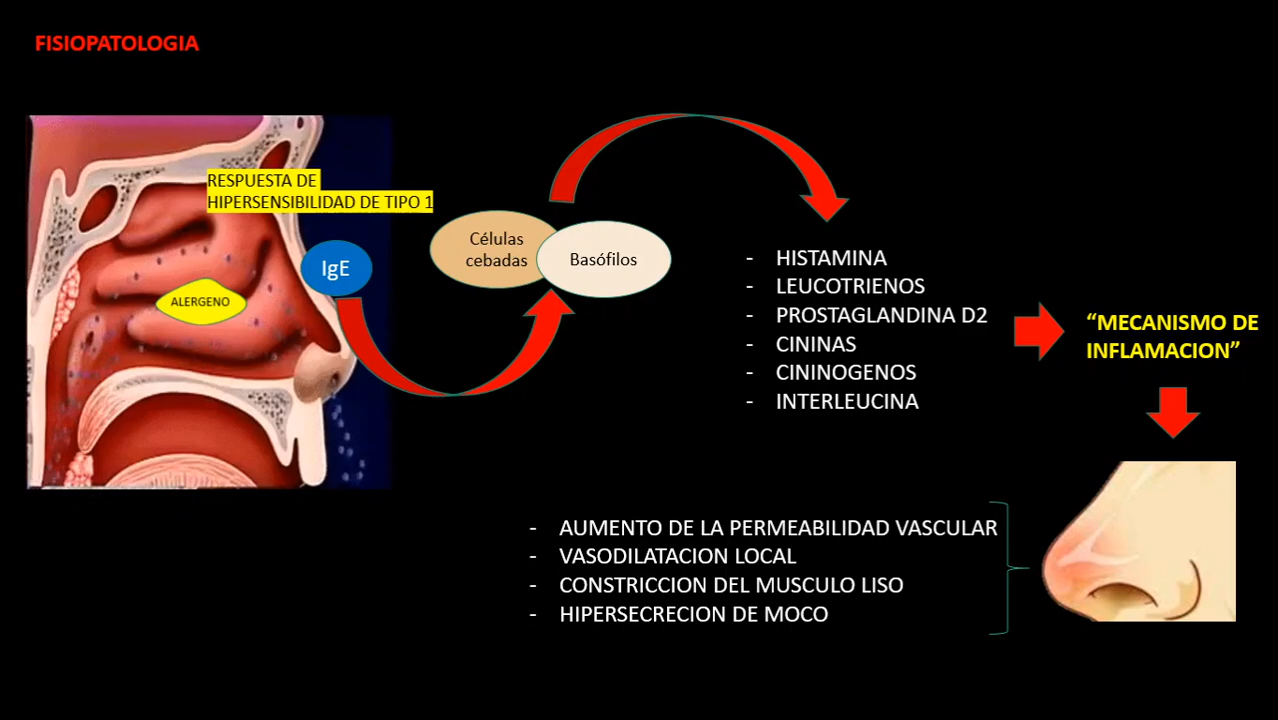 FISIOPATOLOGIA
RESPUESTA DE
HIPERSENSIBILIDAD DE TIPO 1
IgE
ALERGENO
Células
cebadas
Basófilos
- HISTAMINA
- LEUCOTRIENOS
- PROSTAGLANDINA D2
- CININAS
- CININOGENOS
- INTERLEUCINA
“MECANISMO DE
INFLAMACION”
- AUMENTO DE LA PERMEABILIDAD VASCULAR
- VASODILATACION LOCAL
- CONSTRICCION DEL MUSCULO LISO
- HIPERSECRECION DE MOCO